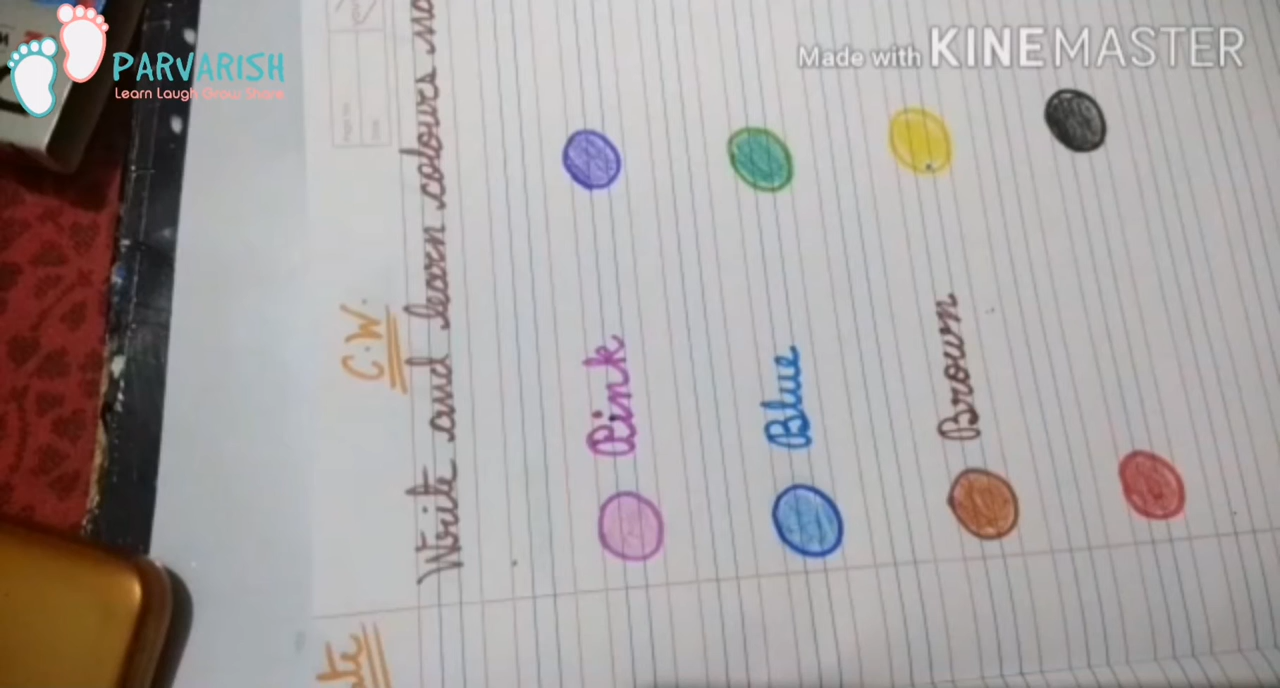 PARVARISH
Learn Laugh Grow Share
Made with KINEMASTER
C.W.
Write and learn colours
Pink
Blue
Brown